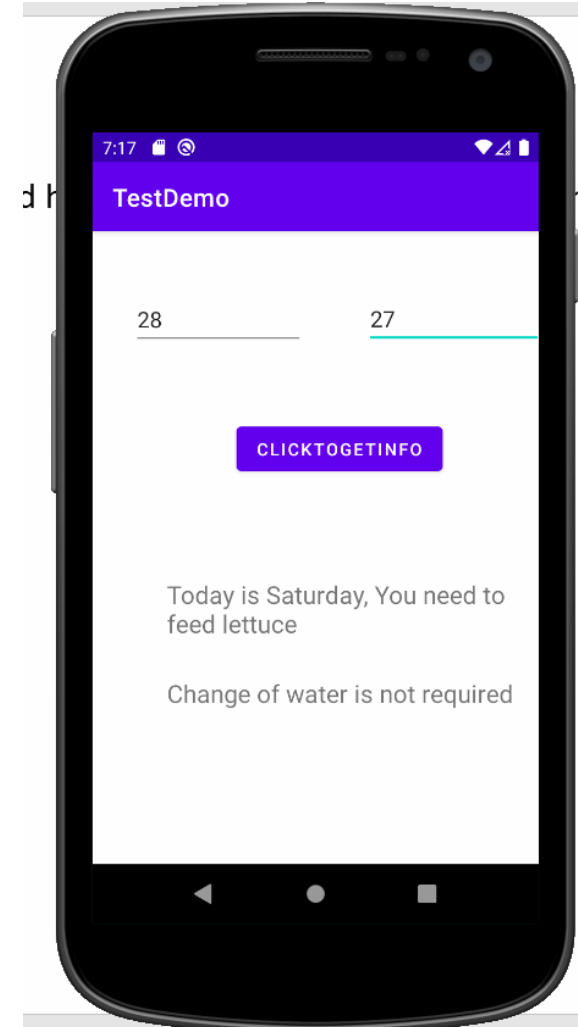 7:17
d h
TestDemo
28 27
CLICKTOGETINFO
Today is Saturday, You need to
feed lettuce
Change of water is not required